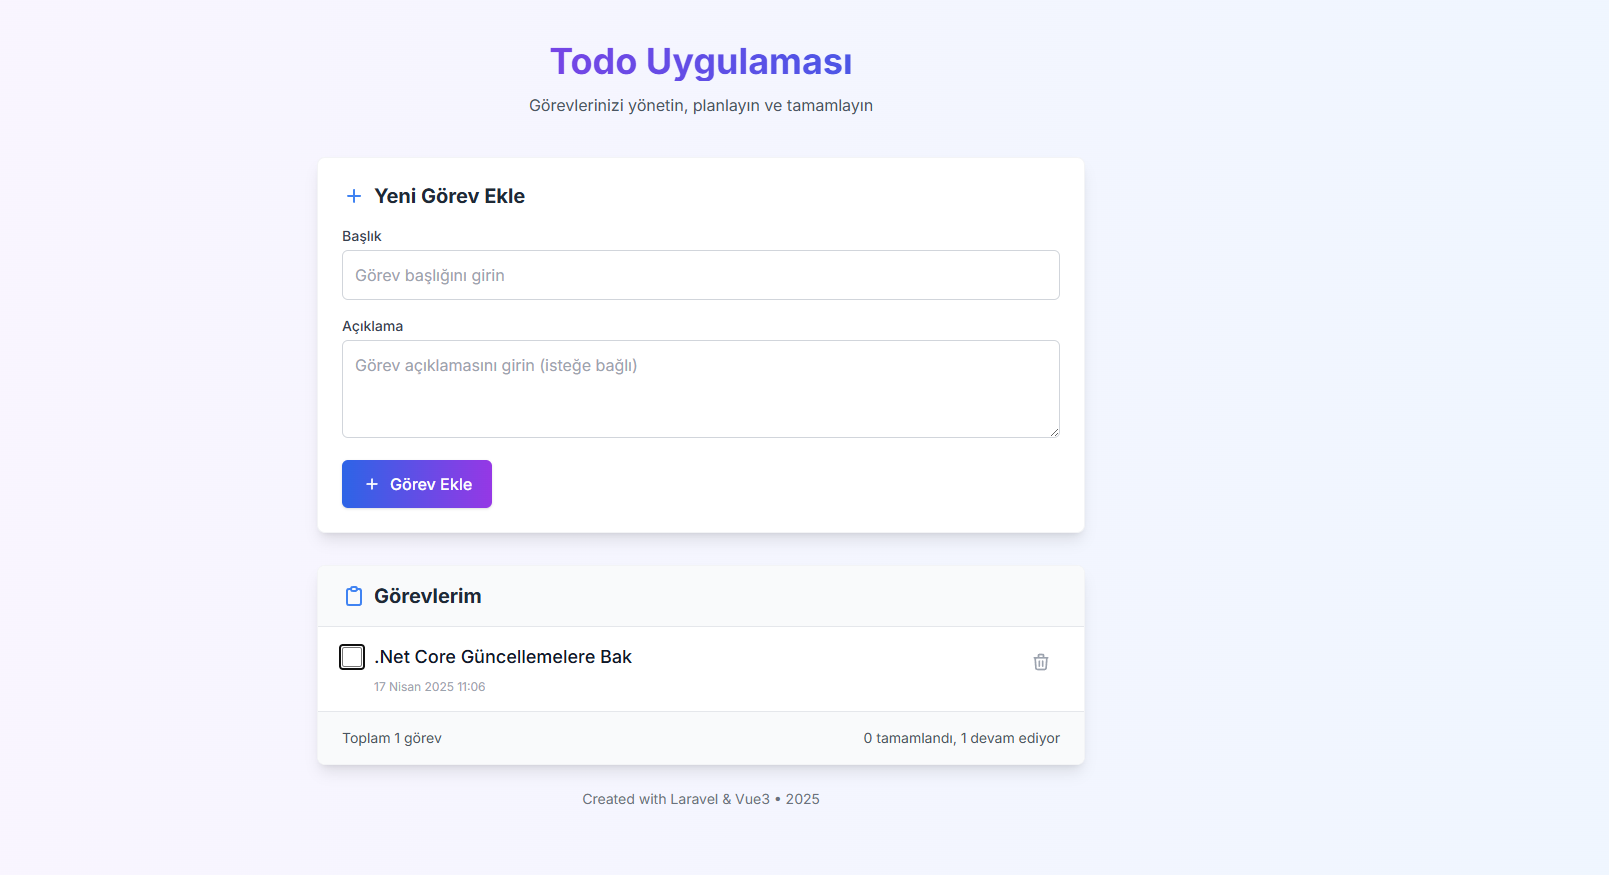 Todo Uygulaması
Görevlerinizi yönetin, planlayın ve tamamlayın
Yeni Görev Ekle
Başlık
Görev başlığını girin
Açıklama
Görev açıklamasını girin (isteğe bağlı)
Görev Ekle
Görevlerim
.Net Core Güncellemelere Bak
17 Nisan 2025 11:06
Toplam 1 görev
0 tamamlandı, 1 devam ediyor
Created with Laravel & Vue3 • 2025